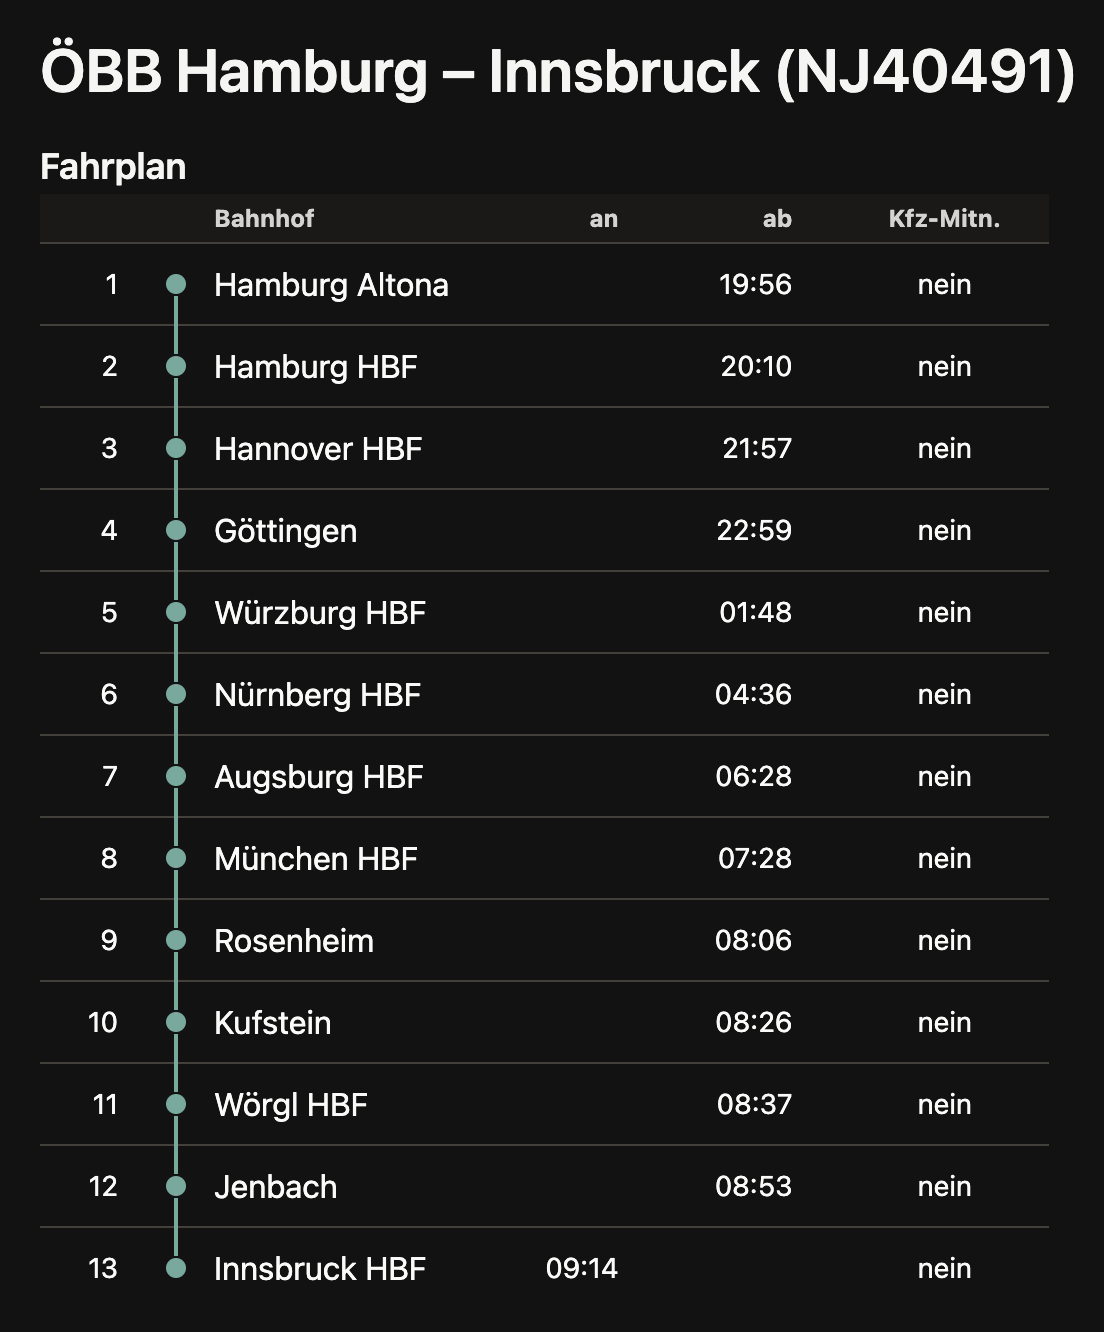 ÖBB Hamburg – Innsbruck (NJ40491)
Fahrplan
Bahnhof an ab Kfz-Mitn.
1 Hamburg Altona 19:56 nein
2 Hamburg HBF 20:10 nein
3 Hannover HBF 21:57 nein
4 Göttingen 22:59 nein
5 Würzburg HBF 01:48 nein
6 Nürnberg HBF 04:36 nein
7 Augsburg HBF 06:28 nein
8 München HBF 07:28 nein
9 Rosenheim 08:06 nein
10 Kufstein 08:26 nein
11 Wörgl HBF 08:37 nein
12 Jenbach 08:53 nein
13 Innsbruck HBF 09:14 nein